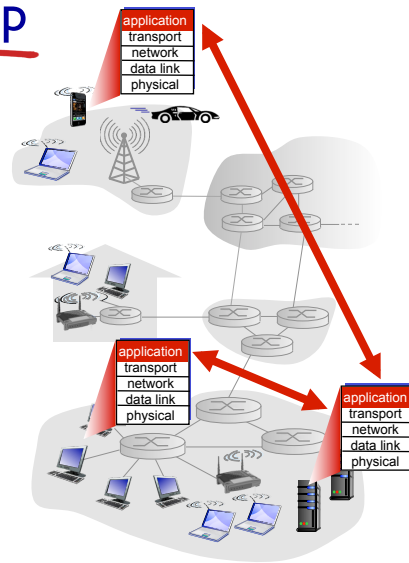 p
application
transport
network
data link
physical
application
transport
network
data link
physical
application
transport
network
data link
physical